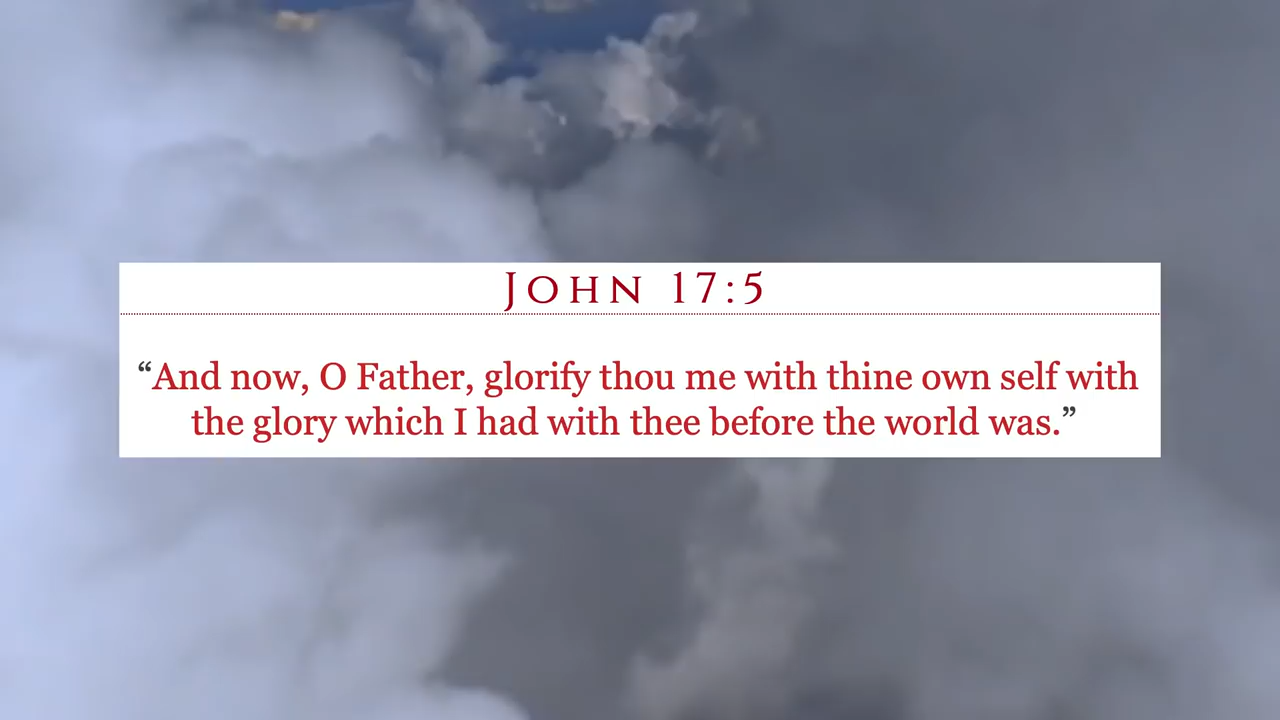 John 17:5
“And now, O Father, glorify thou me with thine own self with
the glory which I had with thee before the world was.”